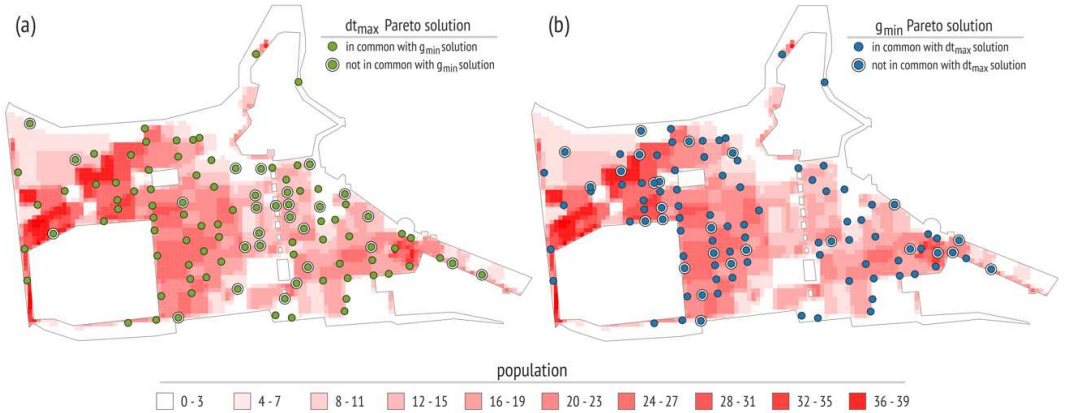 (a)
dtmax Pareto solution
in common with gmin solution
not in common with gmin solution
(b)
gmin Pareto solution
in common with dtmax solution
not in common with dtmax solution
population
0 - 3
4 - 7
8 - 11
12 - 15
16 - 19
20 - 23
24 - 27
28 - 31
32 - 35
36 - 39